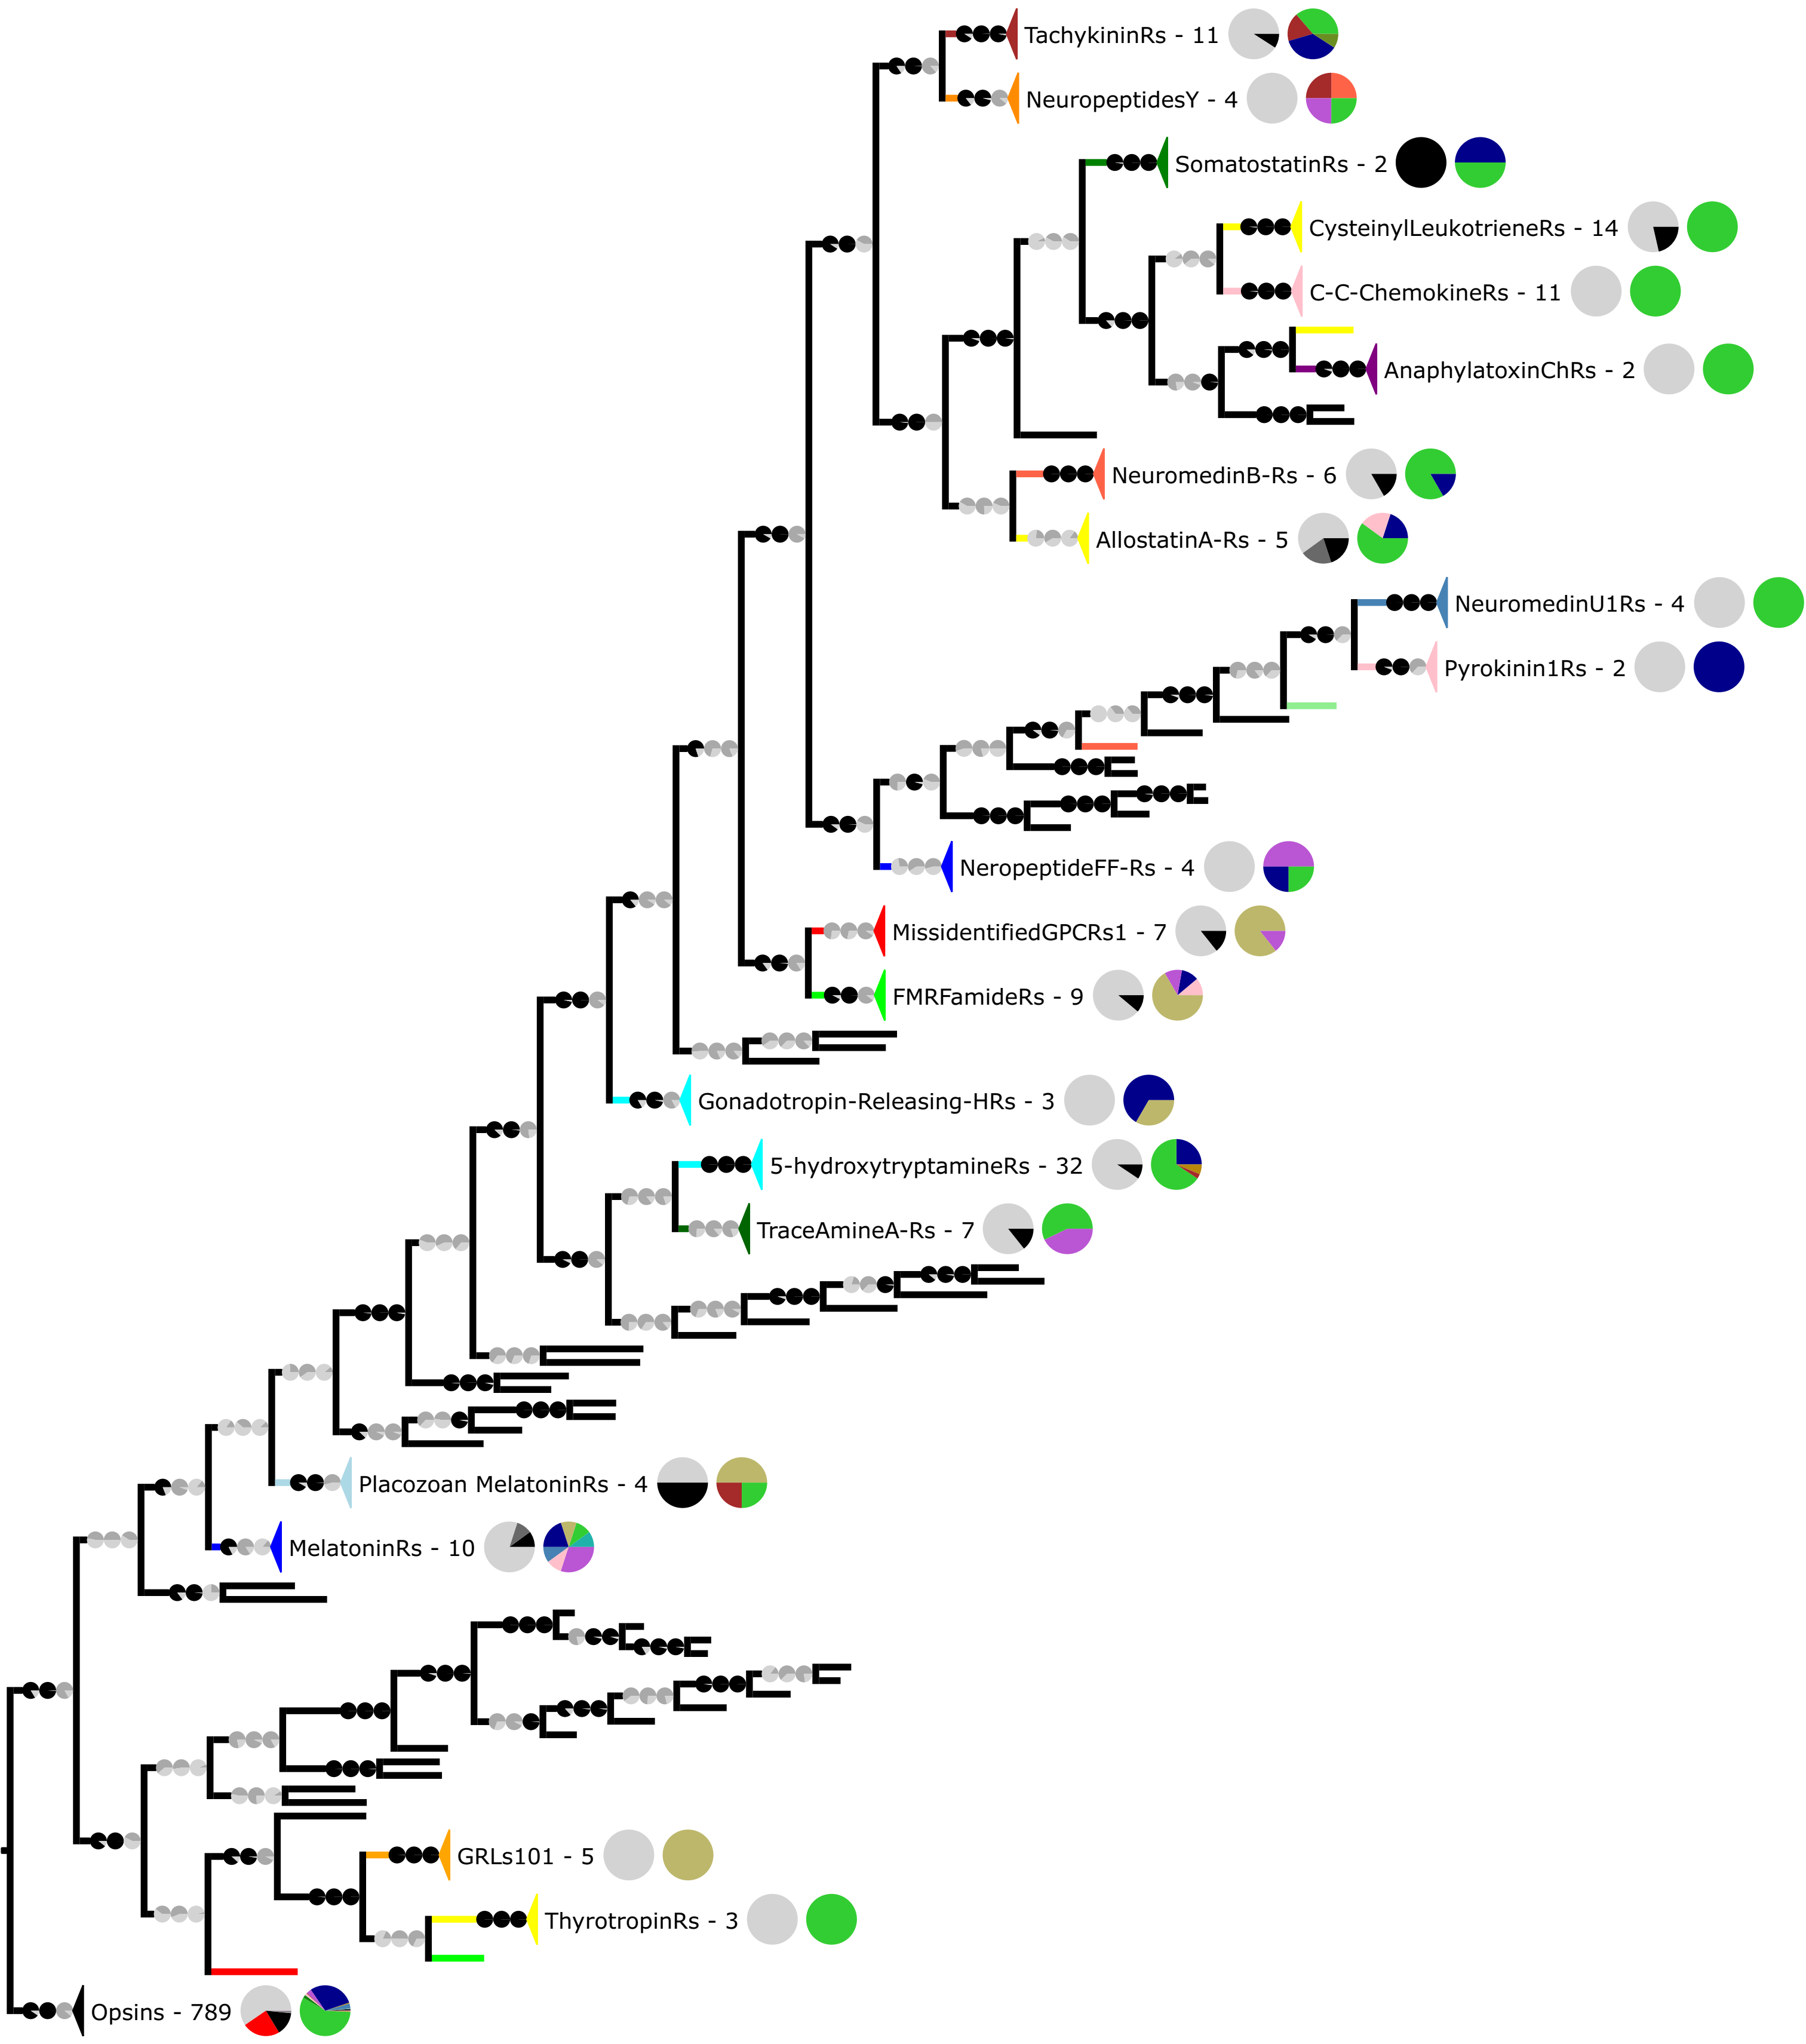 TachykininRs - 11
NeuropeptidesY - 4
SomatostatinRs - 2
CysteinylLeukotrieneRs - 14
C-C-ChemokineRs - 11
AnaphylatoxinChRs - 2
NeuromedinB-Rs - 6
AllostatinA-Rs - 5
NeuromedinU1Rs - 4
Pyrokinin1Rs - 2
NeropeptideFF-Rs - 4
MissidentifiedGPCRs1 - 7
FMRFamideRs - 9
Gonadotropin-Releasing-HRs - 3
5-hydroxytryptamineRs - 32
TraceAmineA-Rs - 7
Placozoan MelatoninRs - 4
MelatoninRs - 10
GRLs101 - 5
ThyrotropinRs - 3
Opsins - 789